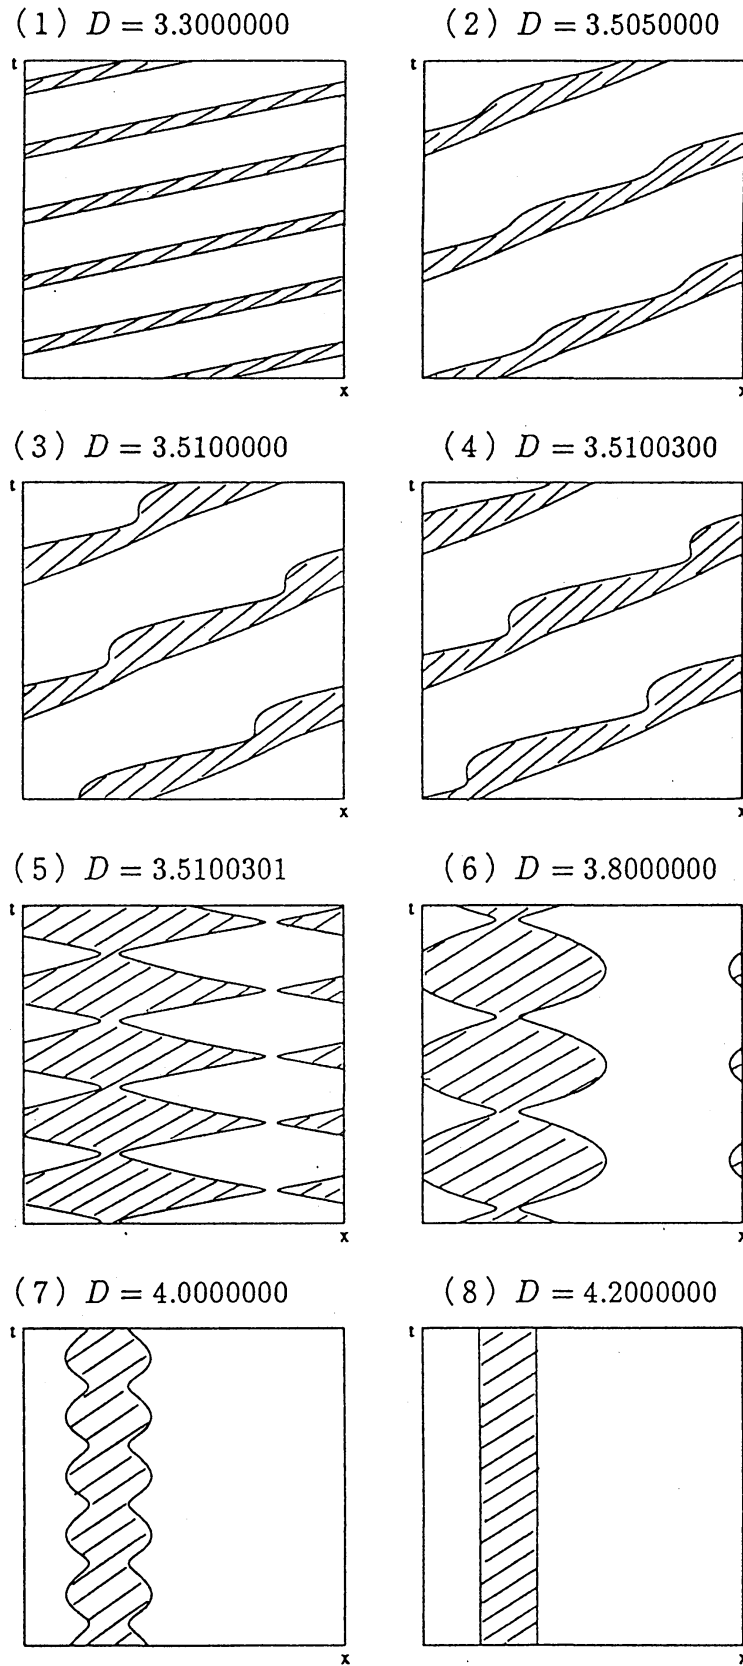 (1) D = 3.3000000
(2) D = 3.5050000
t
t
x
x
(3) D = 3.5100000
(4) D = 3.5100300
t
t
x
x
(5) D = 3.5100301
(6) D = 3.8000000
t
t
x
x
(7) D = 4.0000000
(8) D = 4.2000000
t
t
x
x